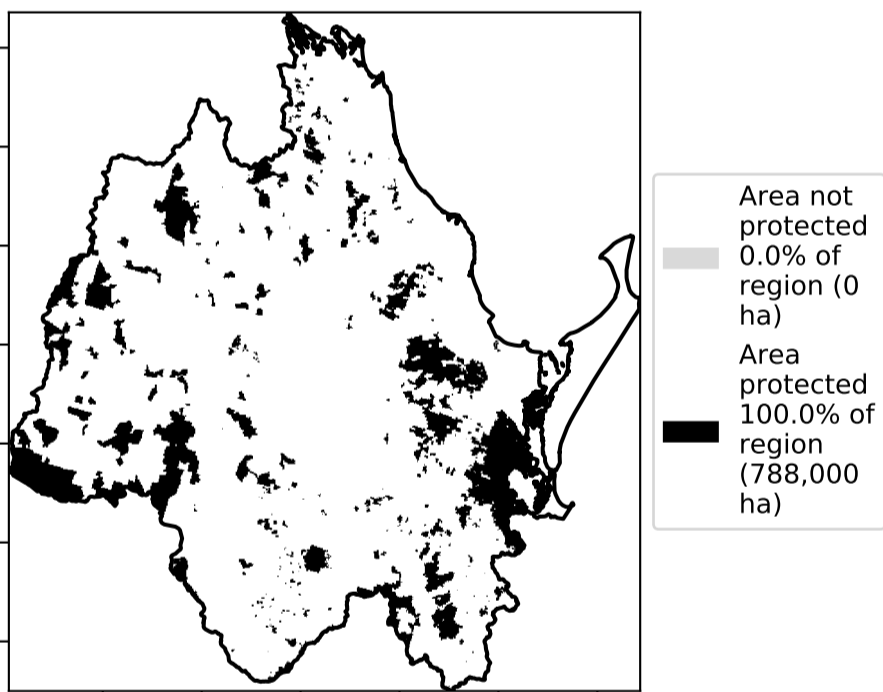 Area not
protected
0.0% of
region (0
ha)
Area
protected
100.0% of
region
(788,000
ha)